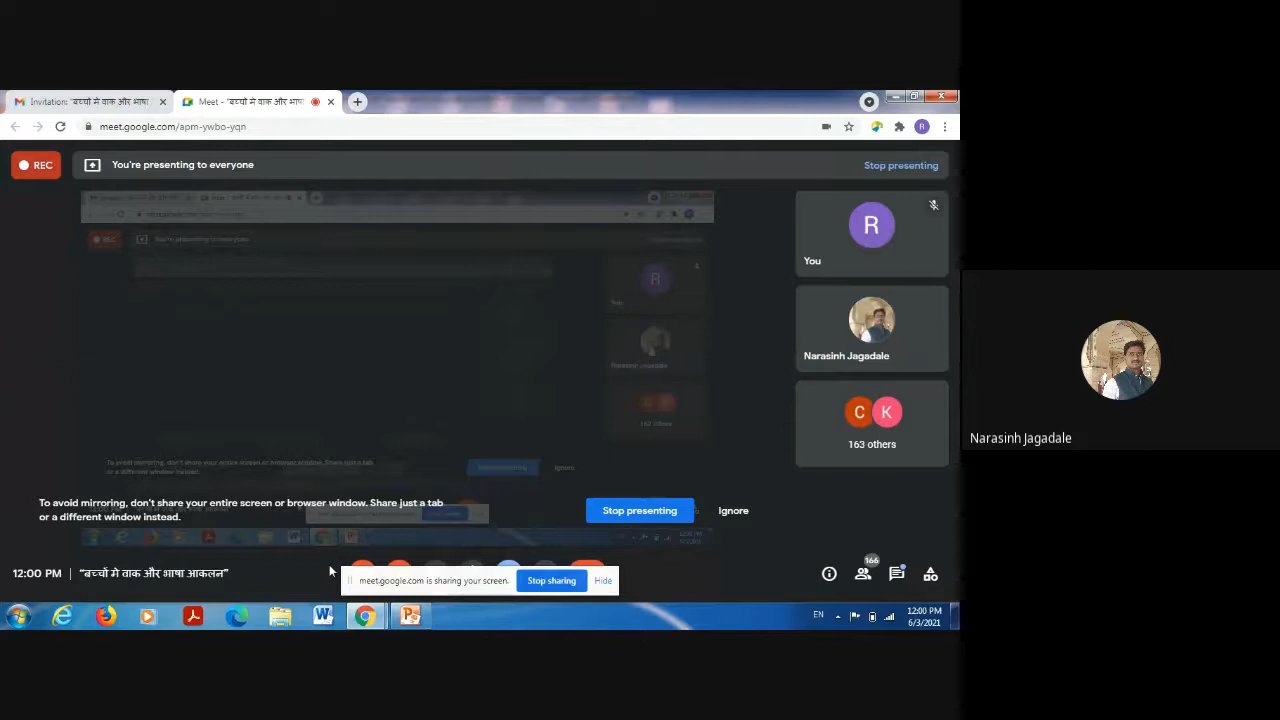 Invitation: "बच्चों में वाक और भाषा
Meet - "बच्चों में वाक और भाषा
meet.google.com/apm-ywbo-yqn
REC
You're presenting to everyone
Stop presenting
R
You
Narasinh Jagadale
C K
163 others
Narasinh Jagadale
To avoid mirroring, don't share your entire screen or browser window. Share just a tab
or a different window instead.
Stop presenting
Ignore
12:00 PM | "बच्चों में वाक और भाषा आकलन"
meet.google.com is sharing your screen.
Stop sharing
Hide
166
EN
12:00 PM
6/3/2021